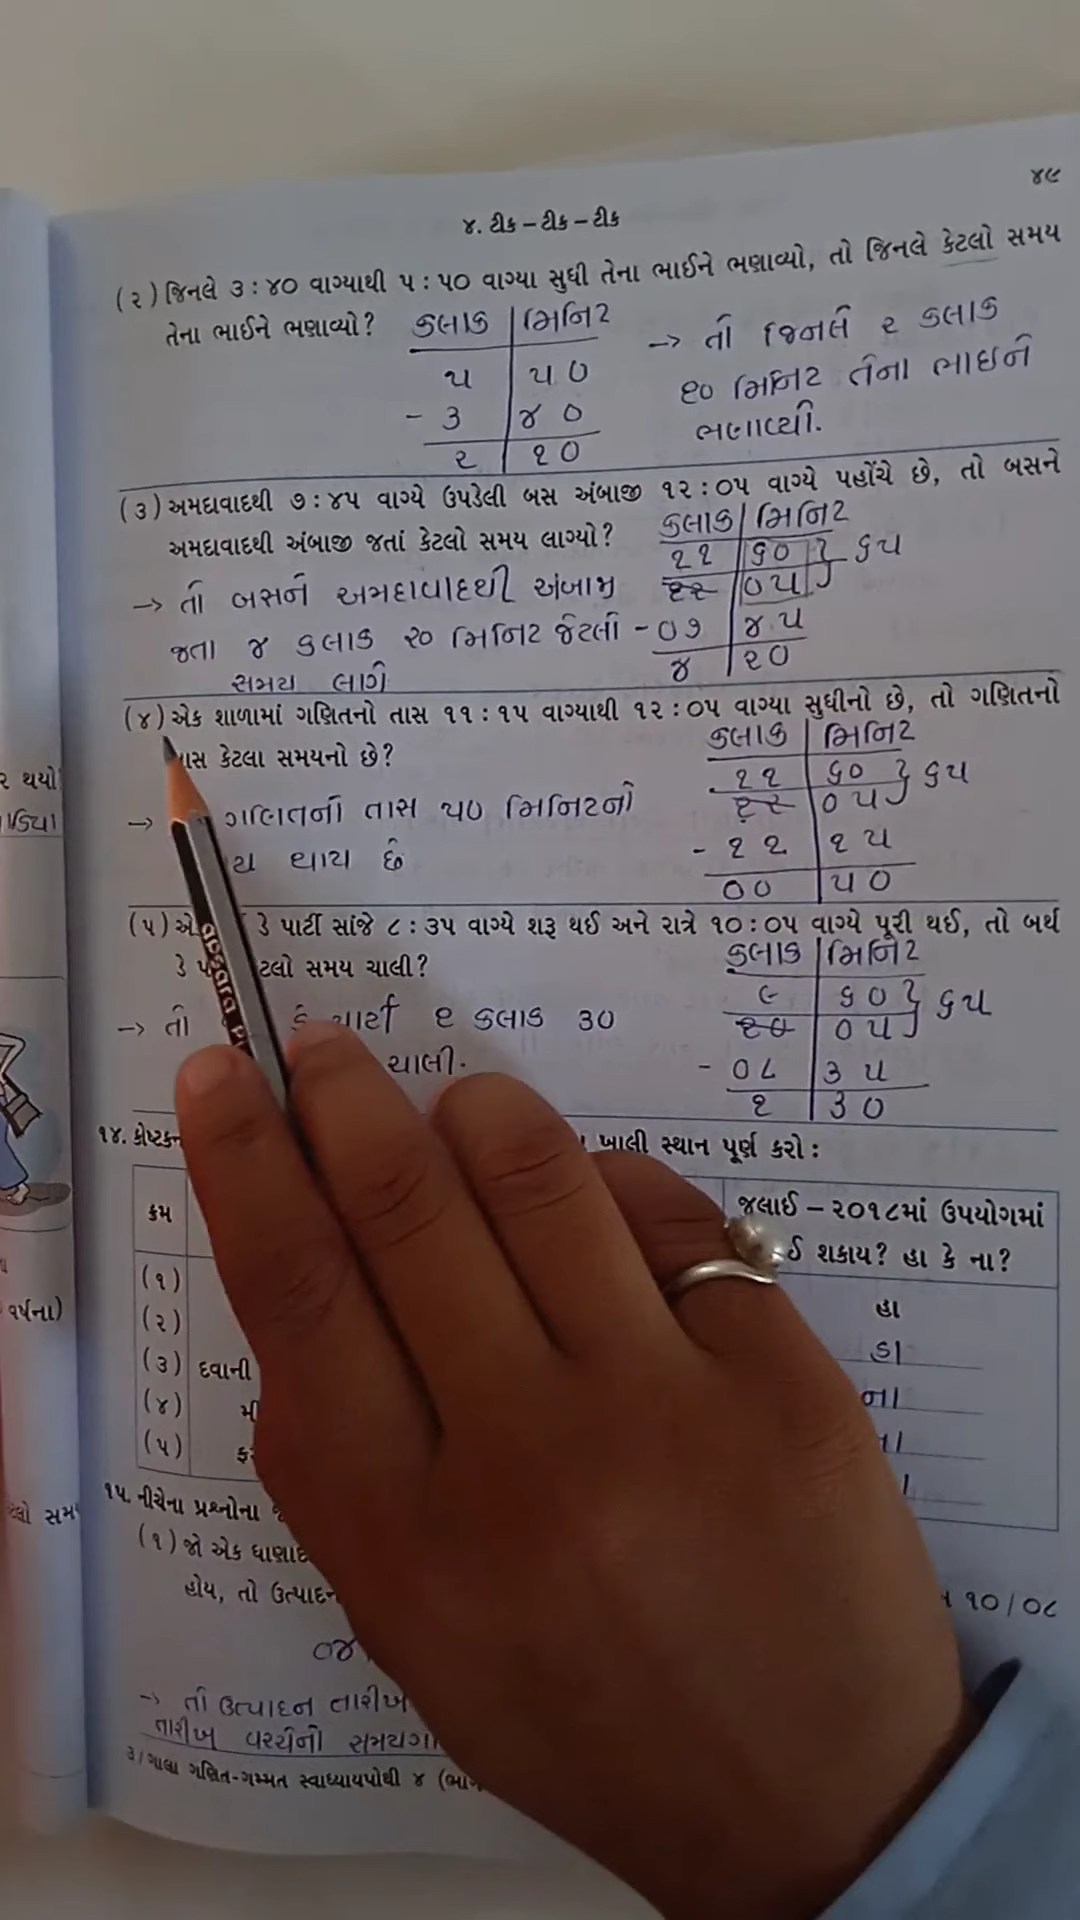 ૪૯
૪. ટીક – ટીક – ટીક
(૨) જિનલે ૩ : ૪૦ વાગ્યાથી ૫ : ૫૦ વાગ્યા સુધી તેના ભાઈને ભણાવ્યો, તો જિનલે કેટલો સમય
તેના ભાઈને ભણાવ્યો?
કલાક | મિનિટ
૫ | ૫૦
- ૩ | ૪૦
૨ | ૧૦
→ તો જિનલે ૨ કલાક
૧૦ મિનિટ તેના ભાઇને
ભણાવ્યો.
(૩) અમદાવાદથી ૭ : ૪૫ વાગ્યે ઉપડેલી બસ અંબાજી ૧૨ : ૦૫ વાગ્યે પહોંચે છે, તો બસને
અમદાવાદથી અંબાજી જતાં કેટલો સમય લાગ્યો?
કલાક | મિનિટ
૧૧ | ૬૦ } ૬૫
૧૨ | ૦૫
- ૦૭ | ૪૫
૪ | ૨૦
→ તો બસને અમદાવાદથી અંબાજી
જતા ૪ કલાક ૨૦ મિનિટ જેટલો
સમય લાગે
(૪) એક શાળામાં ગણિતનો તાસ ૧૧ : ૧૫ વાગ્યાથી ૧૨ : ૦૫ વાગ્યા સુધીનો છે, તો ગણિતનો
કેટલા સમયનો છે?
કલાક | મિનિટ
૧૧ | ૬૦ } ૬૫
૧૨ | ૦૫
- ૧૧ | ૧૫
૦૦ | ૫૦
→ ગણિતનો તાસ ૫૦ મિનિટનો
થાય છે
(૫) ડે પાર્ટી સાંજે ૮ : ૩૫ વાગ્યે શરૂ થઈ અને રાત્રે ૧૦ : ૦૫ વાગ્યે પૂરી થઈ, તો બર્થ
ડે સમય ચાલી?
કલાક | મિનિટ
૯ | ૬૦ } ૬૫
૧૦ | ૦૫
- ૦૮ | ૩૫
૧ | ૩૦
→ તો પાર્ટી ૧ કલાક ૩૦
ચાલી.
૧૪. ખાલી સ્થાન પૂર્ણ કરો :
ક્રમ
જુલાઈ – ૨૦૧૮માં ઉપયોગમાં
શકાય? હા કે ના?
(૧) હા
(૨) હા
(૩) દવાની ના
(૪)
(૫)
૧૫. નીચેના પ્રશ્નોના
(૧) જો એક
હોય, તો
૧૦/૦૮
૦૪
→ તો ઉત્પાદન તારીખ
તારીખ વચ્ચેનો
૩/ગાલા ગણિત-ગમ્મત સ્વાધ્યાયપોથી ૪